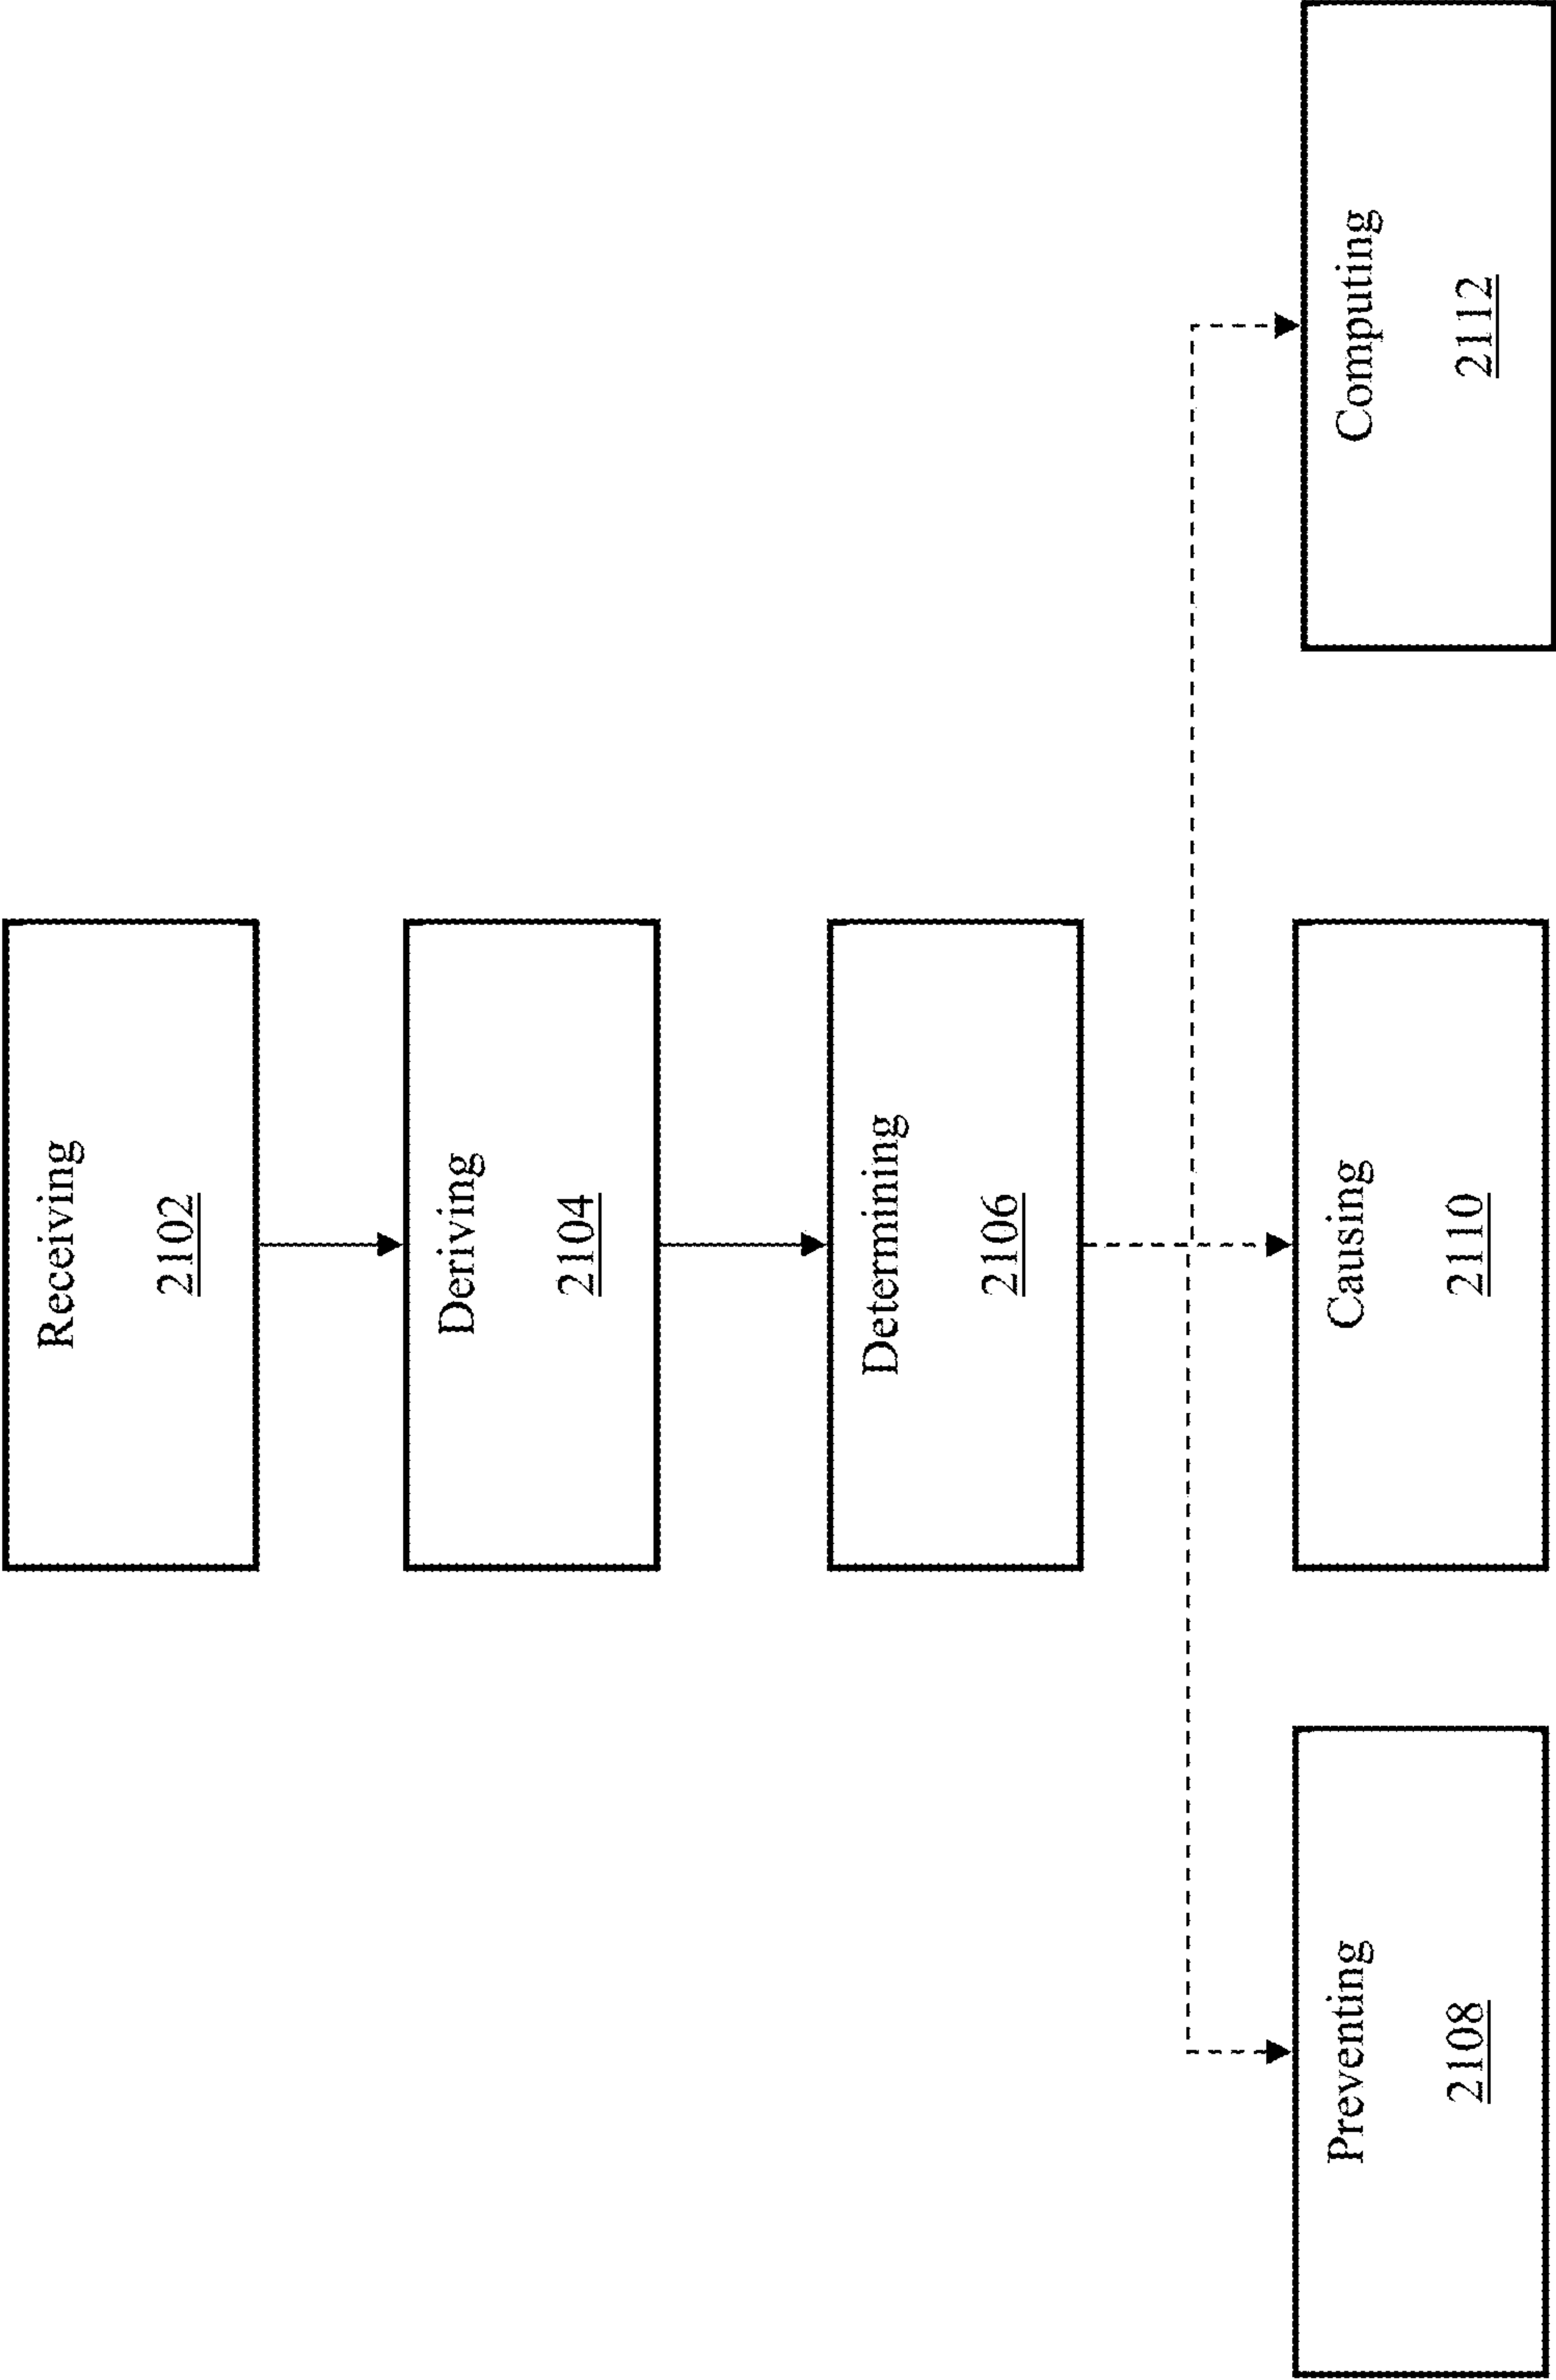 Receiving
2102
Deriving
2104
Determining
2106
Preventing
2108
Causing
2110
Computing
2112